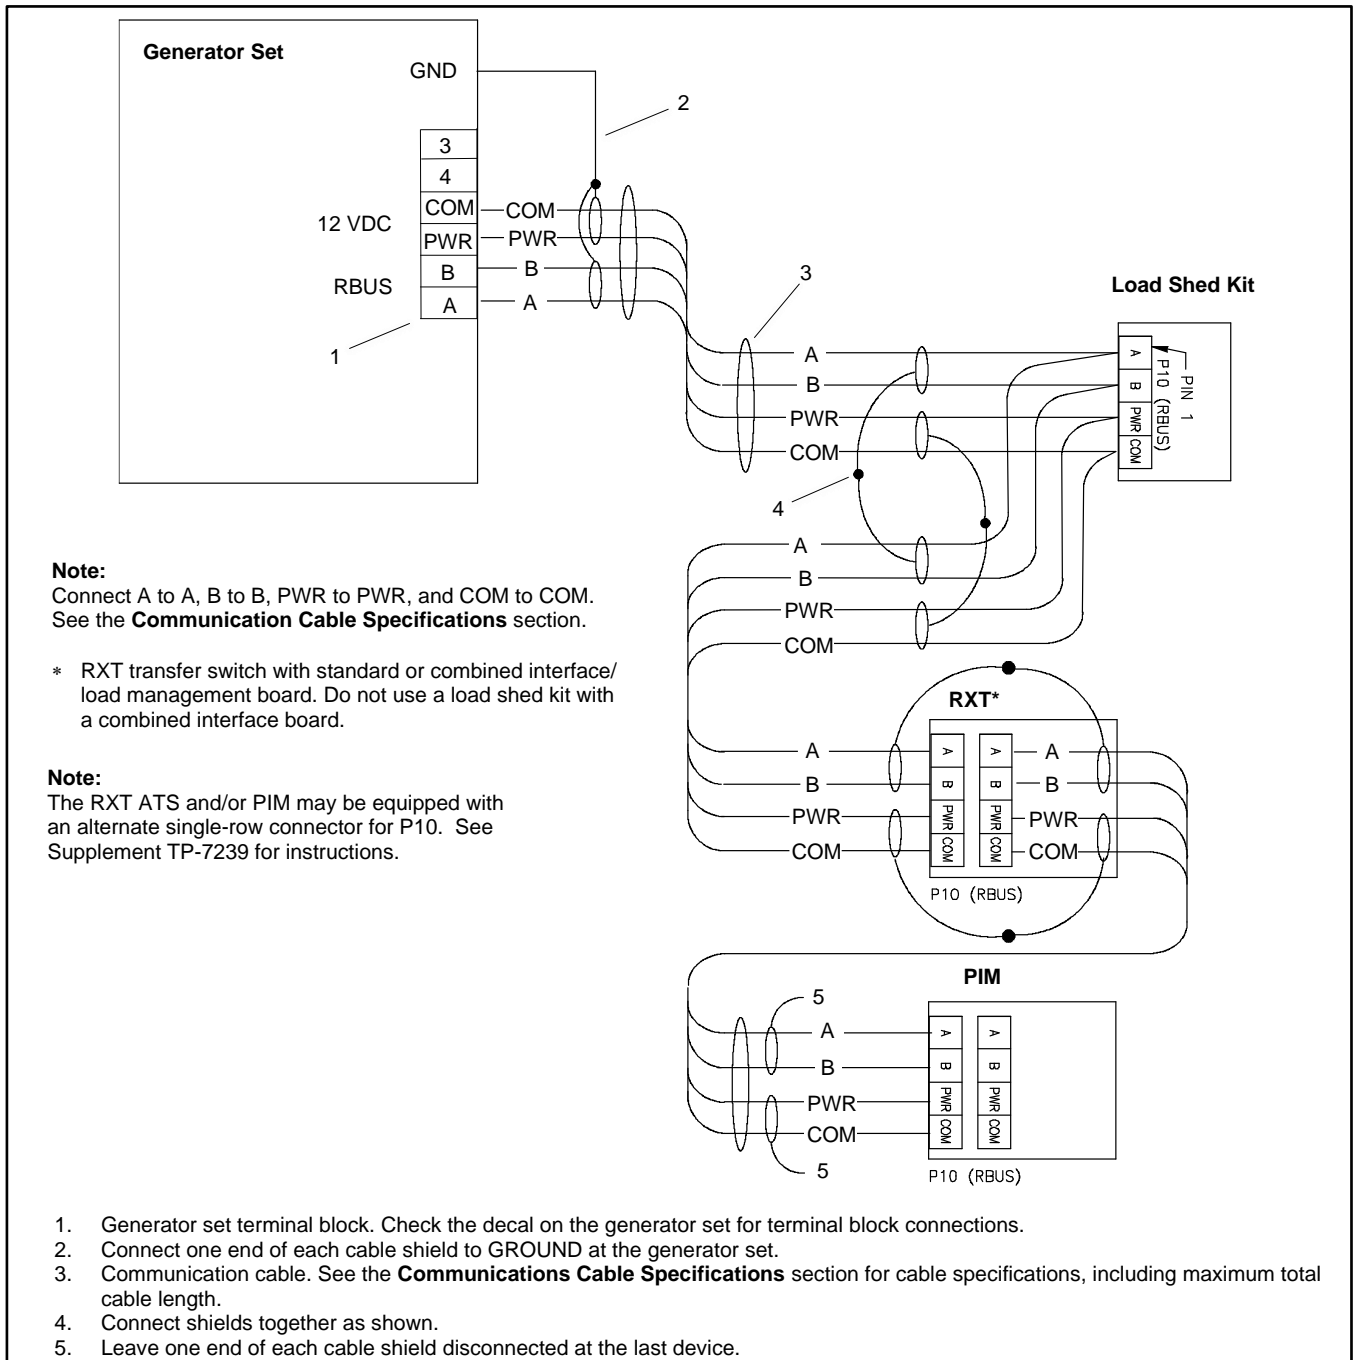 Generator Set
GND
2
3
4
COM
COM
12 VDC
PWR
PWR
B
B
RBUS
A
A
1
3
Load Shed Kit
A
B
PWR
COM
A
B
PWR
COM
P10 (RBUS)
PIN 1
4
A
B
PWR
COM
Note:
Connect A to A, B to B, PWR to PWR, and COM to COM.
See the Communication Cable Specifications section.
* RXT transfer switch with standard or combined interface/
load management board. Do not use a load shed kit with
a combined interface board.
Note:
The RXT ATS and/or PIM may be equipped with
an alternate single-row connector for P10. See
Supplement TP-7239 for instructions.
RXT*
A
B
PWR
COM
A
B
PWR
COM
A
B
PWR
COM
A
B
PWR
COM
P10 (RBUS)
PIM
5
A
B
PWR
COM
5
A
B
PWR
COM
A
B
PWR
COM
P10 (RBUS)
1. Generator set terminal block. Check the decal on the generator set for terminal block connections.
2. Connect one end of each cable shield to GROUND at the generator set.
3. Communication cable. See the Communications Cable Specifications section for cable specifications, including maximum total
cable length.
4. Connect shields together as shown.
5. Leave one end of each cable shield disconnected at the last device.